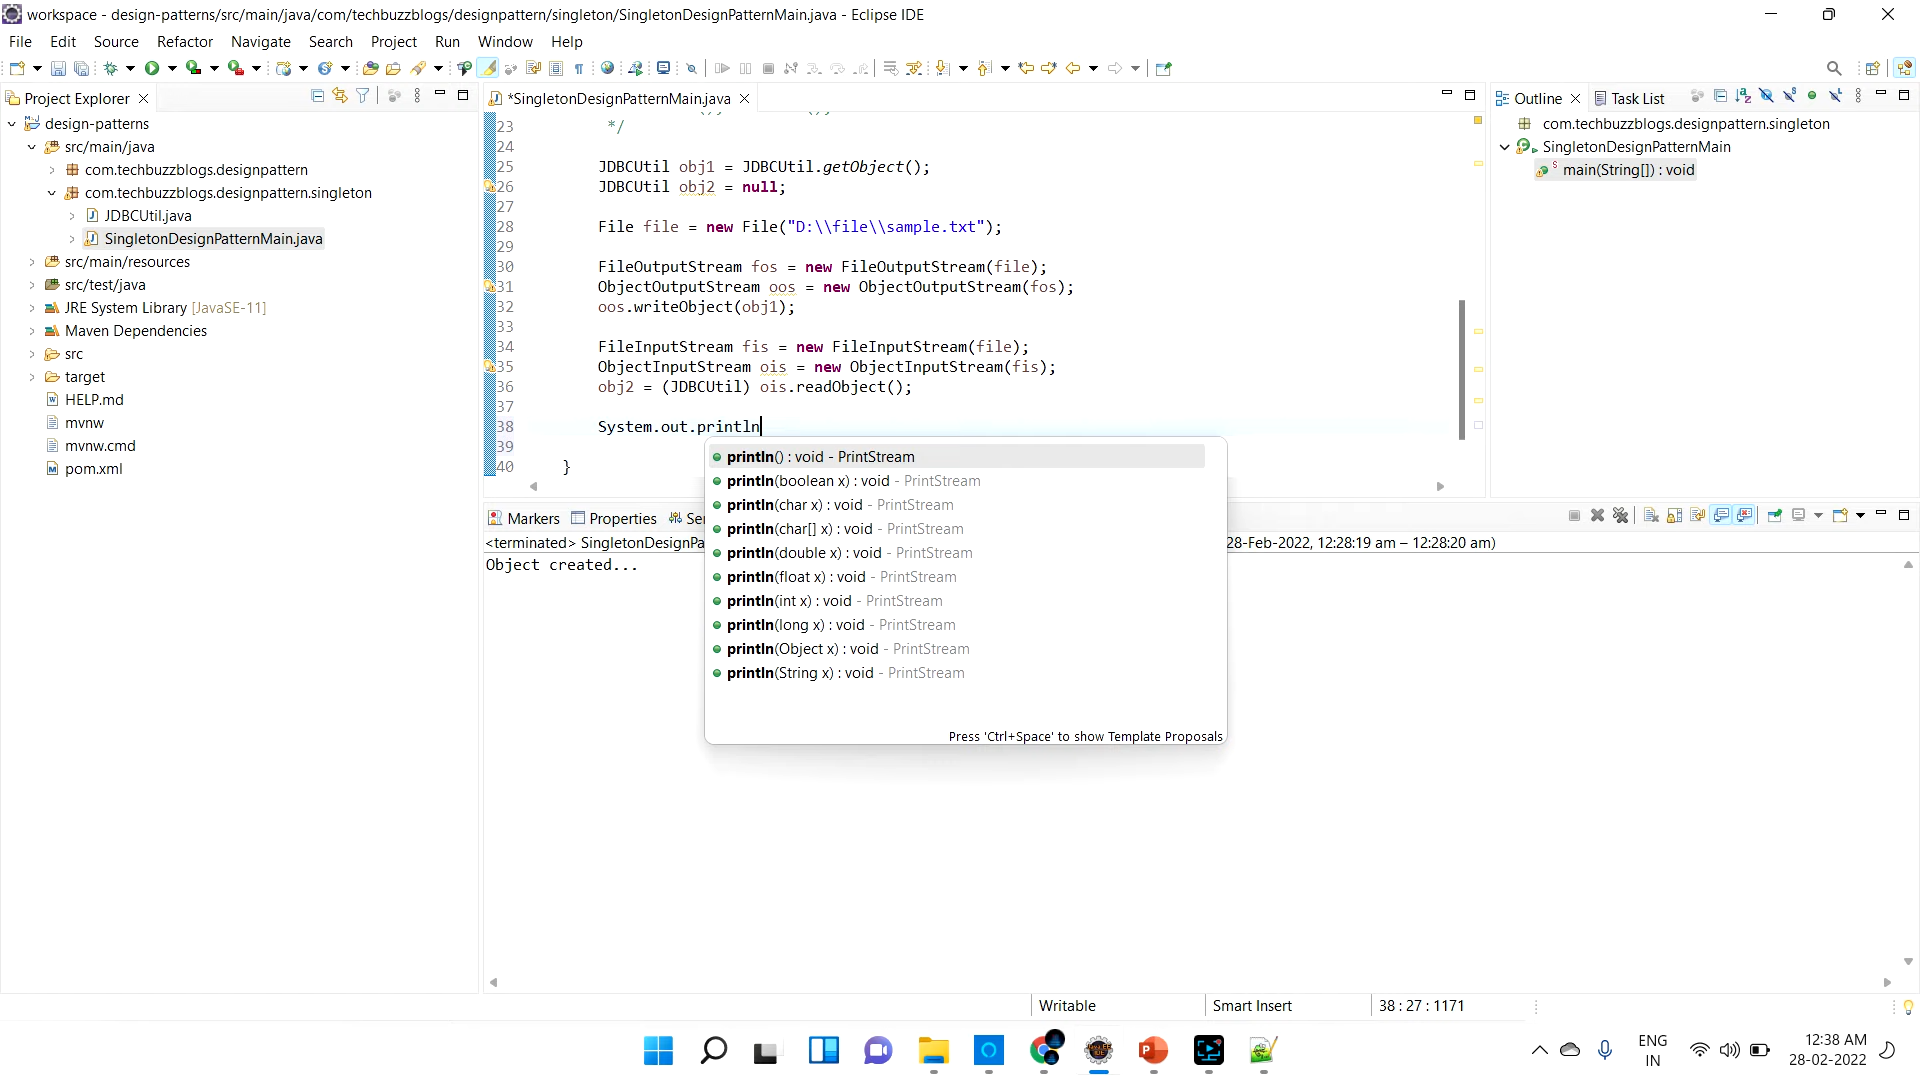 workspace - design-patterns/src/main/java/com/techbuzzblogs/designpattern/singleton/SingletonDesignPatternMain.java - Eclipse IDE
File Edit Source Refactor Navigate Search Project Run Window Help
Project Explorer
design-patterns
src/main/java
com.techbuzzblogs.designpattern
com.techbuzzblogs.designpattern.singleton
JDBCUtil.java
SingletonDesignPatternMain.java
src/main/resources
src/test/java
JRE System Library [JavaSE-11]
Maven Dependencies
src
target
HELP.md
mvnw
mvnw.cmd
pom.xml
*SingletonDesignPatternMain.java
23 */
24
25 JDBCUtil obj1 = JDBCUtil.getObject();
26 JDBCUtil obj2 = null;
27
28 File file = new File("D:\\file\\sample.txt");
29
30 FileOutputStream fos = new FileOutputStream(file);
31 ObjectOutputStream oos = new ObjectOutputStream(fos);
32 oos.writeObject(obj1);
33
34 FileInputStream fis = new FileInputStream(file);
35 ObjectInputStream ois = new ObjectInputStream(fis);
36 obj2 = (JDBCUtil) ois.readObject();
37
38 System.out.println
39
40 }
println() : void - PrintStream
println(boolean x) : void - PrintStream
println(char x) : void - PrintStream
println(char[] x) : void - PrintStream
println(double x) : void - PrintStream
println(float x) : void - PrintStream
println(int x) : void - PrintStream
println(long x) : void - PrintStream
println(Object x) : void - PrintStream
println(String x) : void - PrintStream
Press 'Ctrl+Space' to show Template Proposals
Outline Task List
com.techbuzzblogs.designpattern.singleton
SingletonDesignPatternMain
main(String[]) : void
Markers Properties Ser
<terminated> SingletonDesignPa 28-Feb-2022, 12:28:19 am – 12:28:20 am)
Object created...
Writable Smart Insert 38 : 27 : 1171
ENG
IN
12:38 AM
28-02-2022